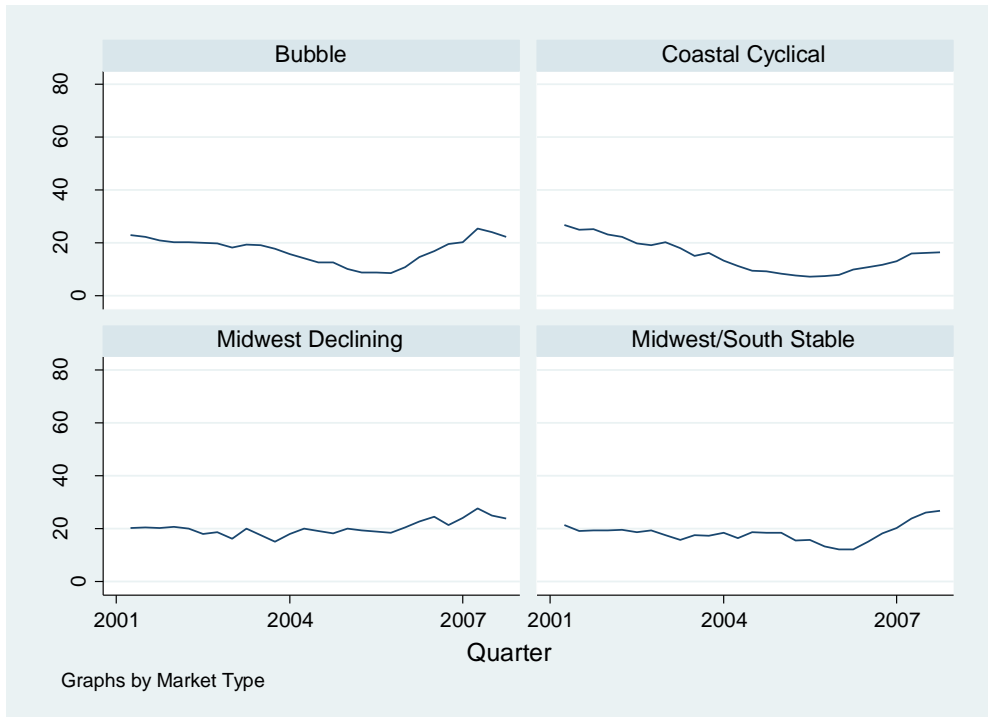 Bubble
Coastal Cyclical
80
60
40
20
0
Midwest Declining
Midwest/South Stable
80
60
40
20
0
2001
2004
2007
2001
2004
2007
Quarter
Graphs by Market Type